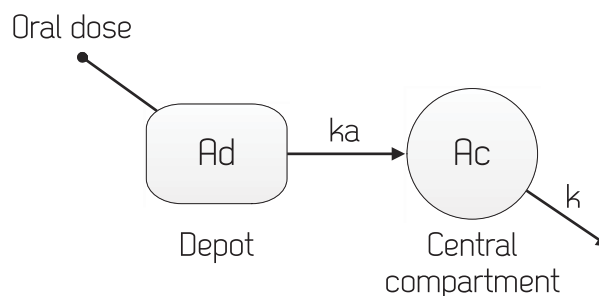 Oral dose
Ad
ka
Ac
k
Depot
Central
compartment